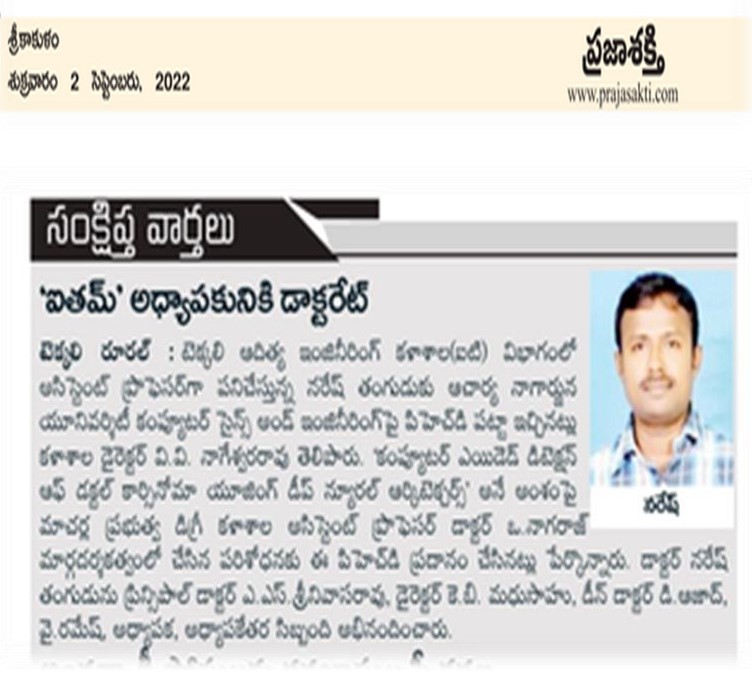 శ్రీకాకుళం
శుక్రవారం 2 సెప్టెంబరు, 2022
ప్రజాశక్తి
www.prajasakti.com
సంక్షిప్త వార్తలు
'ఐతమ్' అధ్యాపకునికి డాక్టరేట్
టెక్కలి రూరల్ : టెక్కలి ఆదిత్య ఇంజినీరింగ్ కళాశాల(ఐటి) విభాగంలో
అసిస్టెంట్ ప్రొఫెసర్‌గా పనిచేస్తున్న నరేష్ తంగుడుకు ఆచార్య నాగార్జున
యూనివర్శిటీ కంప్యూటర్ సైన్స్ అండ్ ఇంజినీరింగ్‌పై పిహెచ్‌డి పట్టా ఇచ్చినట్లు
కళాశాల డైరెక్టర్ వి.వి. నాగేశ్వరరావు తెలిపారు. 'కంప్యూటర్ ఎయిడెడ్ డిటెక్షన్
ఆఫ్ డక్టల్ కార్సినోమా యూజింగ్ డీప్ న్యూరల్ ఆర్కిటెక్చర్స్' అనే అంశంపై
మాచర్ల ప్రభుత్వ డిగ్రీ కళాశాల అసిస్టెంట్ ప్రొఫెసర్ డాక్టర్ ఒ.నాగరాజ్
మార్గదర్శకత్వంలో చేసిన పరిశోధనకు ఈ పిహెచ్‌డి ప్రదానం చేసినట్లు పేర్కొన్నారు. డాక్టర్ నరేష్
తంగుడును ప్రిన్సిపాల్ డాక్టర్ ఎ.ఎస్.శ్రీనివాసరావు, డైరెక్టర్ కె.బి. మధుసాహు, డీన్ డాక్టర్ డి.ఆజాద్,
వై.రమేష్, అధ్యాపక, అధ్యాపకేతర సిబ్బంది అభినందించారు.
నరేష్